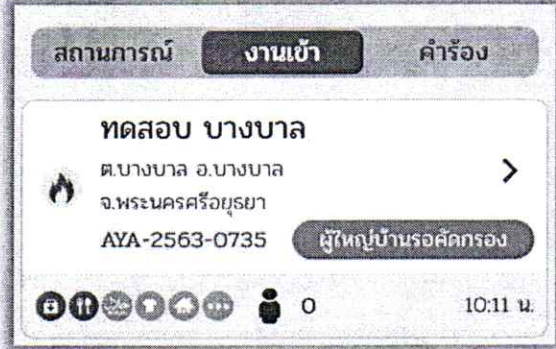 สถานการณ์ งานเข้า คำร้อง
ทดสอบ บางบาล
ต.บางบาล อ.บางบาล
จ.พระนครศรีอยุธยา
AYA-2563-0735 ผู้ใหญ่บ้านรอคัดกรอง
0 10:11 น.